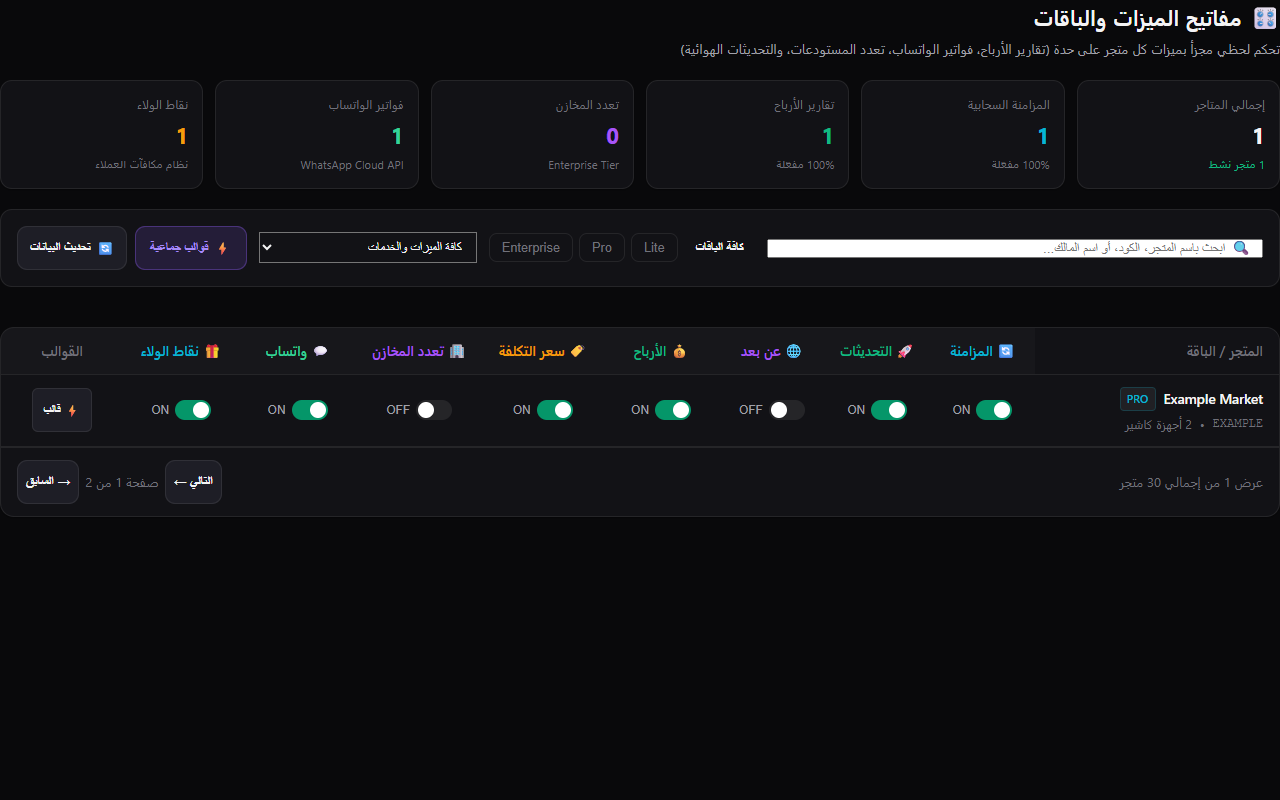 مفاتيح الميزات والباقات
تحكم لحظي مجزأ بميزات كل متجر على حدة (تقارير الأرباح، فواتير الواتساب، تعدد المستودعات، والتحديثات الهوائية)
إجمالي المتاجر
1
1 متجر نشط
المزامنة السحابية
1
100% مفعلة
تقارير الأرباح
1
100% مفعلة
تعدد المخازن
0
Enterprise Tier
فواتير الواتساب
1
WhatsApp Cloud API
نقاط الولاء
1
نظام مكافآت العملاء
ابحث باسم المتجر، الكود، أو اسم المالك...
كافة الباقات
Lite
Pro
Enterprise
كافة الميزات والخدمات
قوالب جماعية
تحديث البيانات
المتجر / الباقة
المزامنة
التحديثات
عن بعد
الأرباح
سعر التكلفة
تعدد المخازن
واتساب
نقاط الولاء
القوالب
Example Market PRO
EXAMPLE • 2 أجهزة كاشير
ON
ON
OFF
ON
ON
OFF
ON
ON
قالب
عرض 1 من إجمالي 30 متجر
التالي ←
صفحة 1 من 2
→ السابق